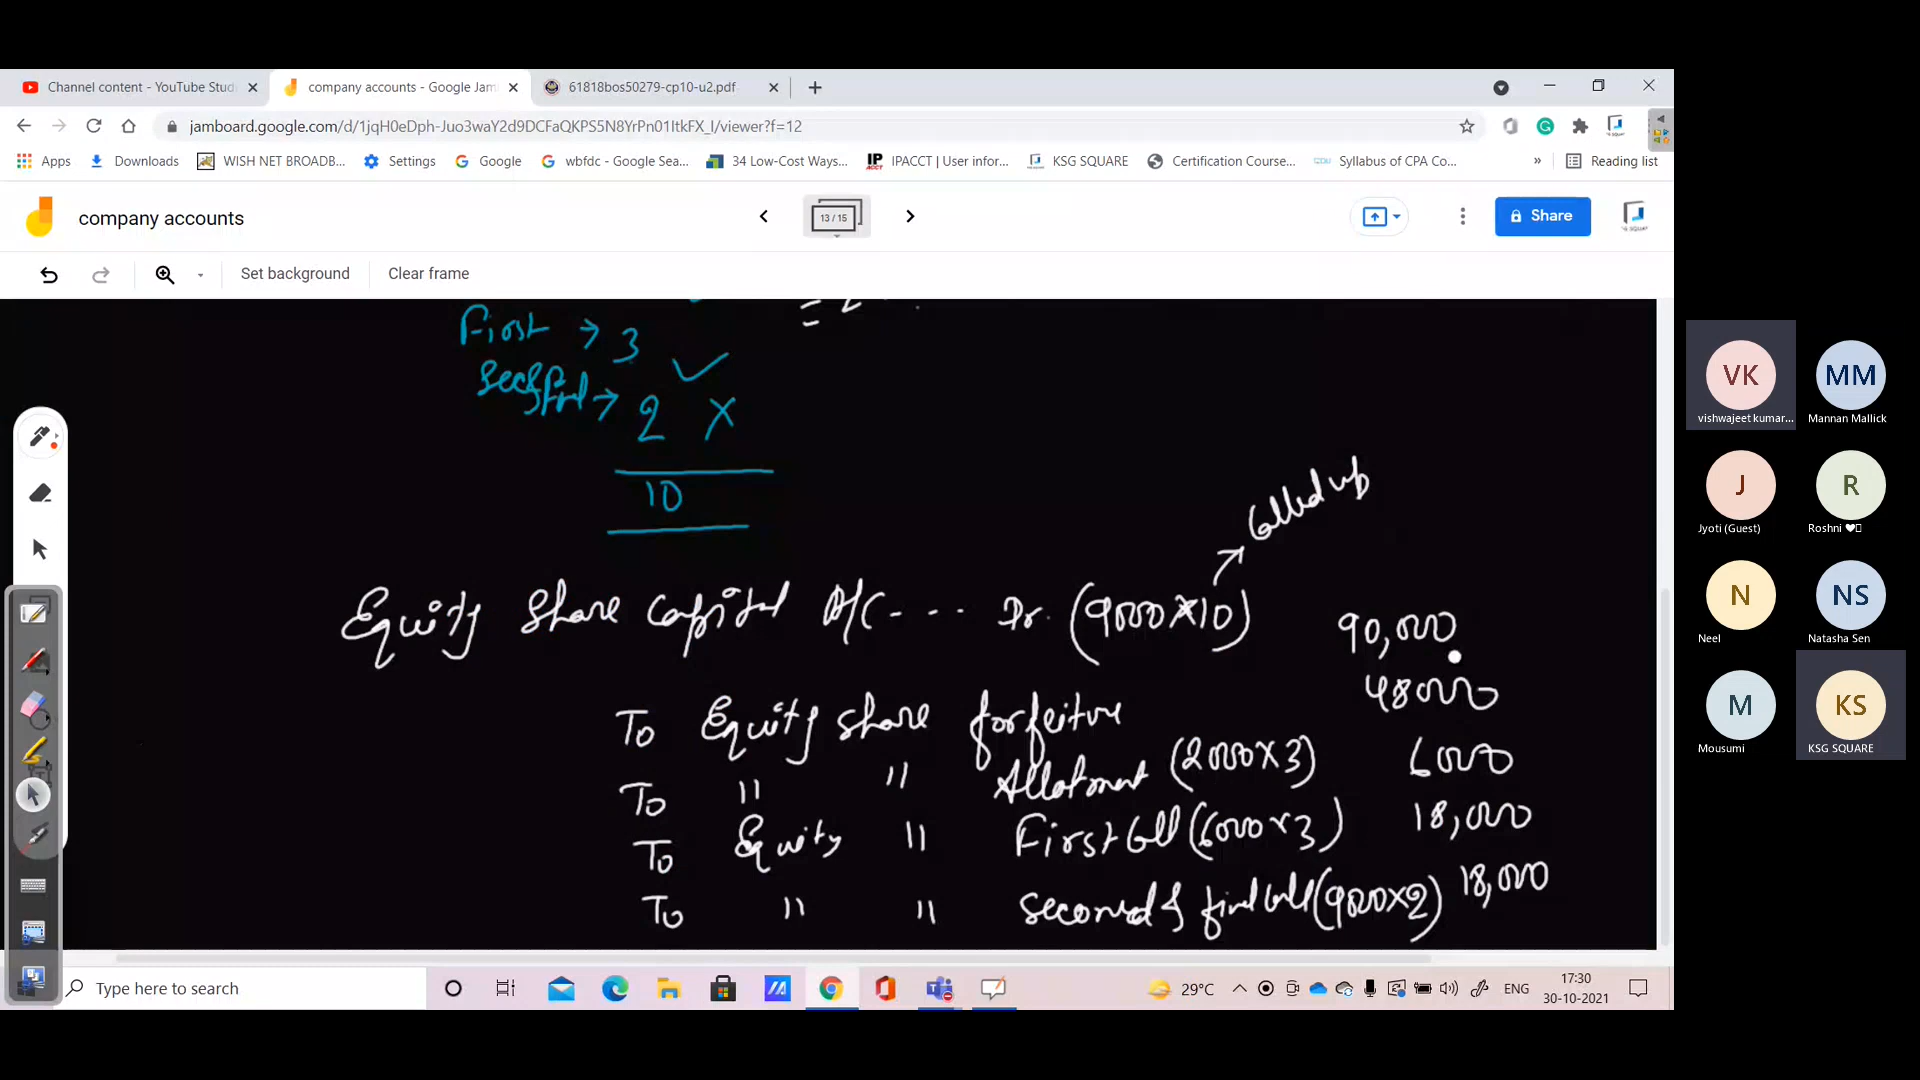 Channel content - YouTube Stud
company accounts - Google Jam
61818bos50279-cp10-u2.pdf
jamboard.google.com/d/1jqH0eDph-Juo3waY2d9DCFaQKPS5N8YrPn01ItkFX_I/viewer?f=12
Apps
Downloads
WISH NET BROADB...
Settings
Google
wbfdc - Google Sea...
34 Low-Cost Ways...
IPACCT | User infor...
KSG SQUARE
Certification Course...
Syllabus of CPA Co...
»
Reading list
company accounts
13 / 15
Share
Set background
Clear frame
= 2
First → 3 ✓
Sec & final → 2 X
10
Called up
Equity Share Capital A/C - - - Dr. (9000×10) 90,000
To Equity share forfeiture 48000
To " " Allotment (2000×3) 6000
To Equity " First Call (6000×3) 18,000
To " " Second & final call (9000×2) 18,000
VK
vishwajeet kumar...
MM
Mannan Mallick
J
Jyoti (Guest)
R
Roshni ❤
N
Neel
NS
Natasha Sen
M
Mousumi
KS
KSG SQUARE
Type here to search
29°C
ENG
17:30
30-10-2021